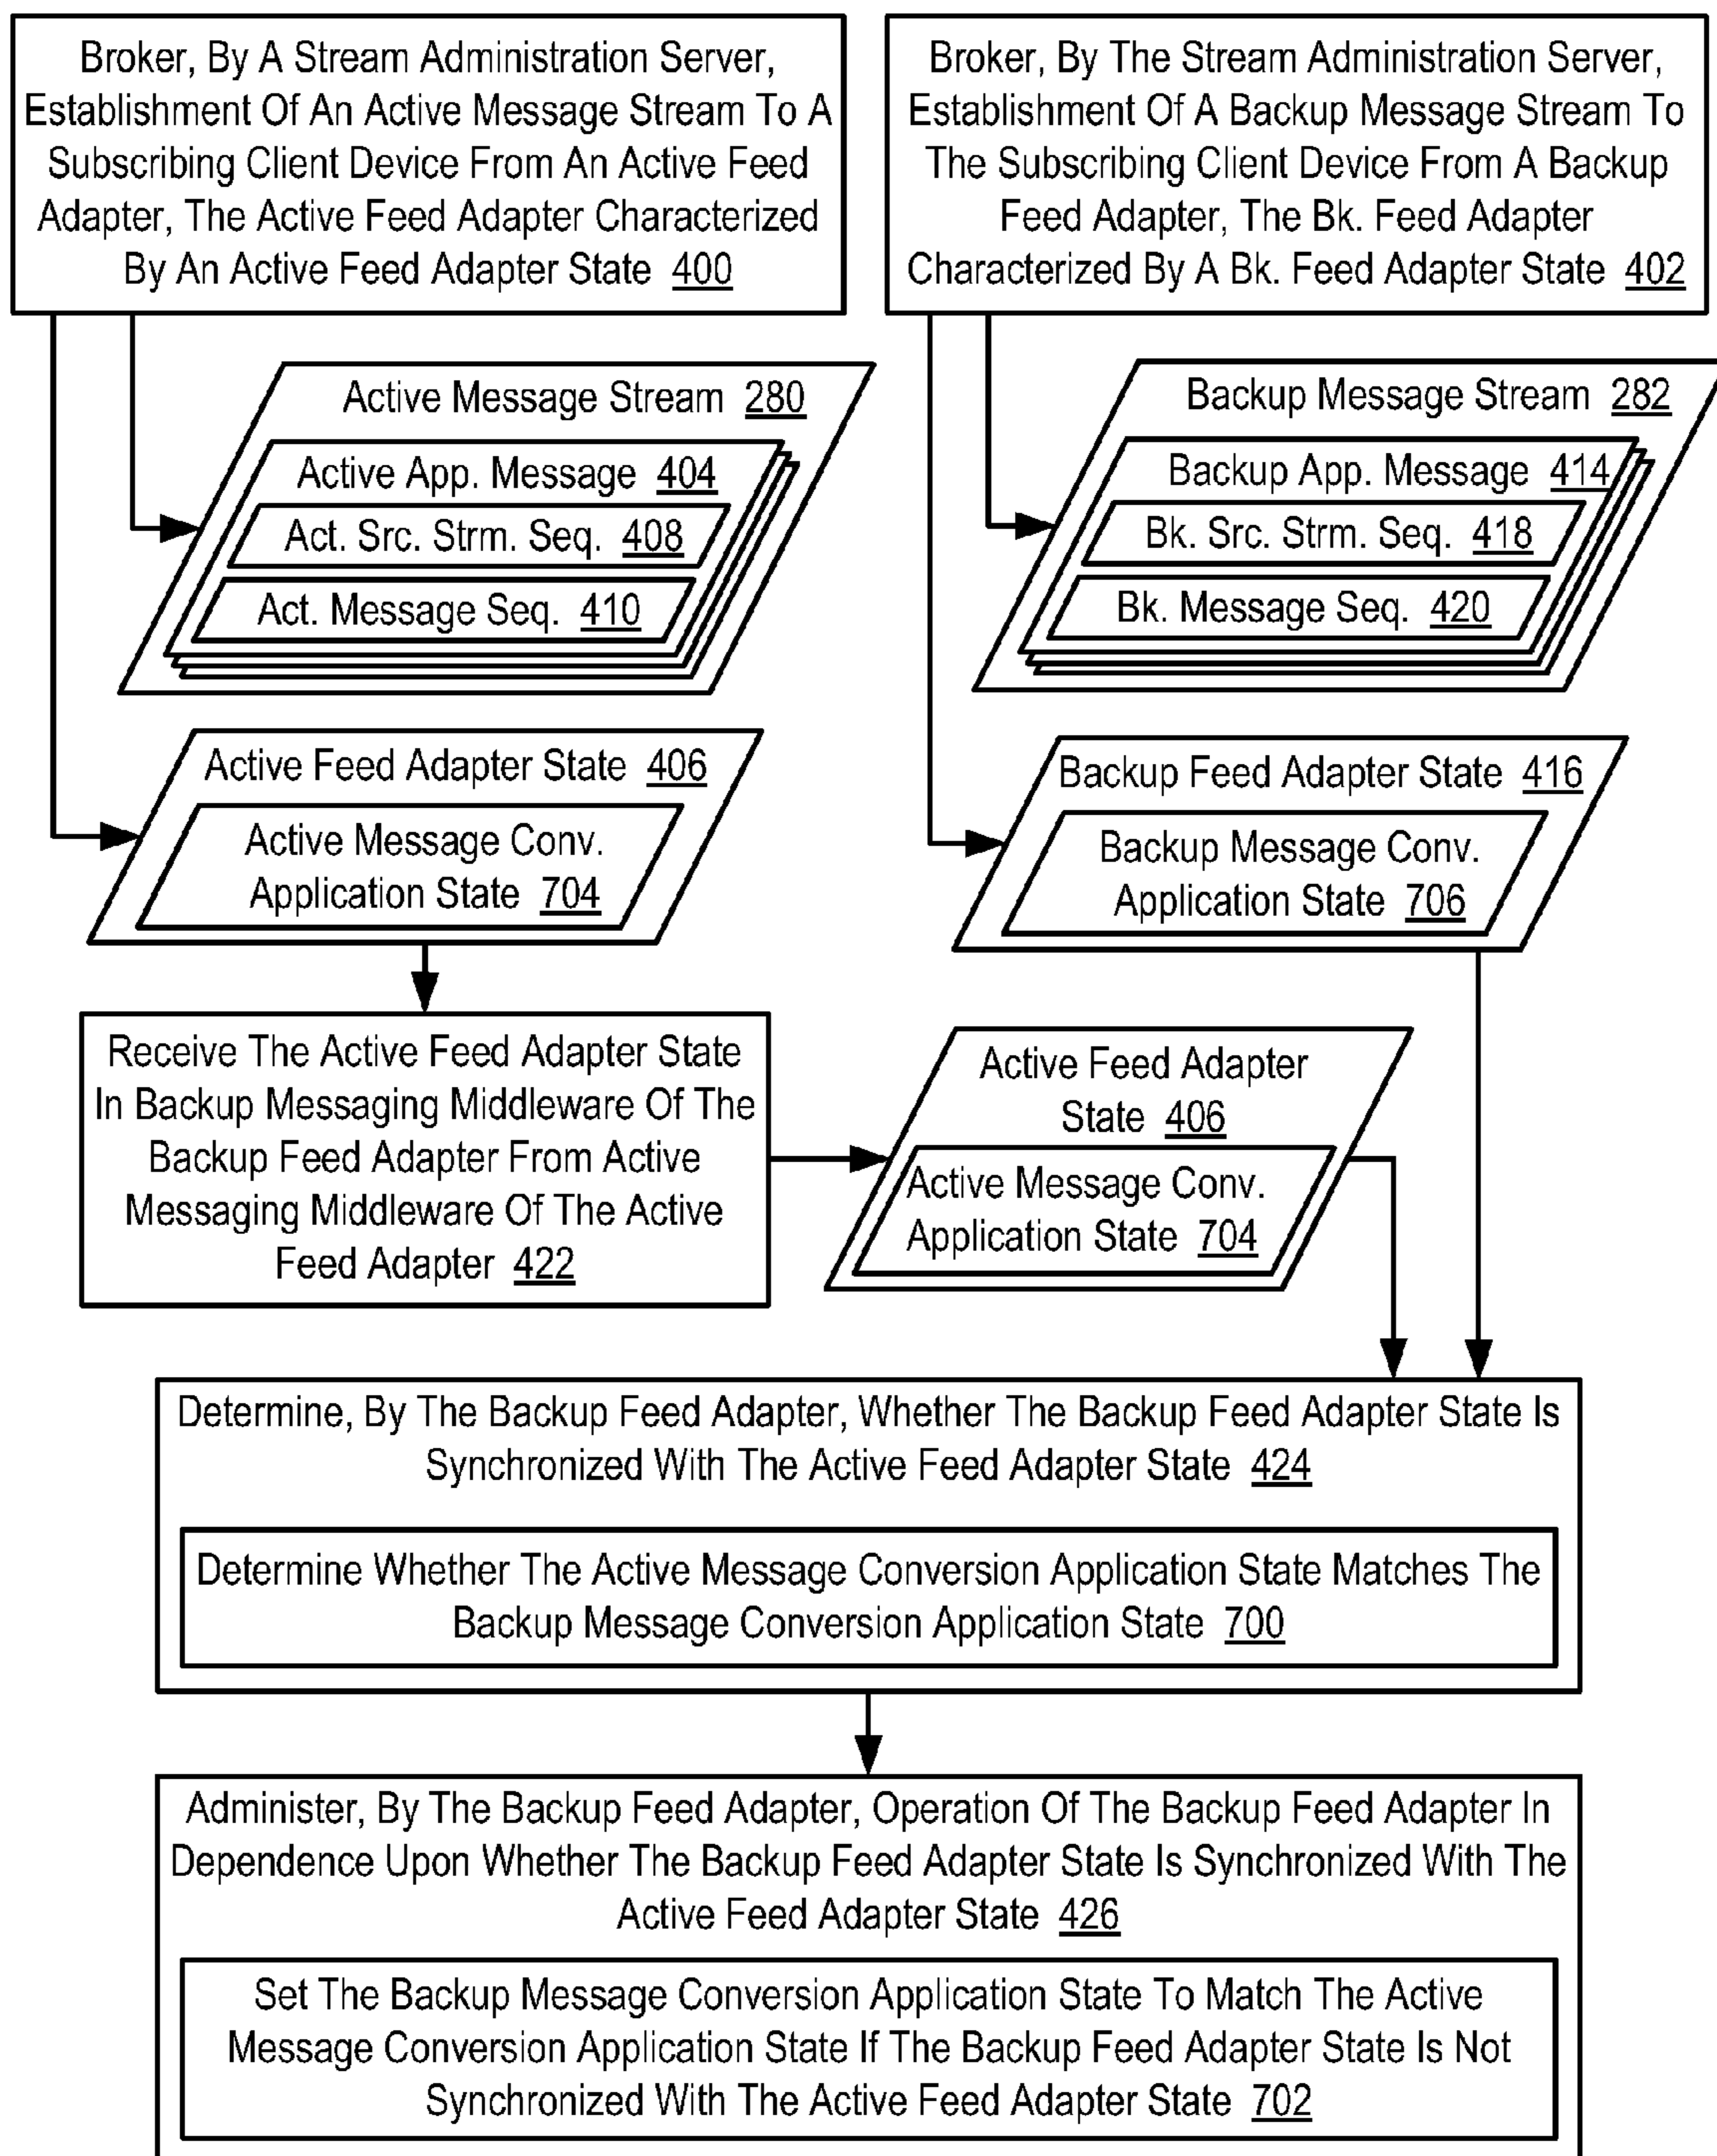 Broker, By A Stream Administration Server,
Establishment Of An Active Message Stream To A
Subscribing Client Device From An Active Feed
Adapter, The Active Feed Adapter Characterized
By An Active Feed Adapter State 400
Broker, By The Stream Administration Server,
Establishment Of A Backup Message Stream To
The Subscribing Client Device From A Backup
Feed Adapter, The Bk. Feed Adapter
Characterized By A Bk. Feed Adapter State 402
Active Message Stream 280
Active App. Message 404
Act. Src. Strm. Seq. 408
Act. Message Seq. 410
Backup Message Stream 282
Backup App. Message 414
Bk. Src. Strm. Seq. 418
Bk. Message Seq. 420
Active Feed Adapter State 406
Active Message Conv.
Application State 704
Backup Feed Adapter State 416
Backup Message Conv.
Application State 706
Receive The Active Feed Adapter State
In Backup Messaging Middleware Of The
Backup Feed Adapter From Active
Messaging Middleware Of The Active
Feed Adapter 422
Active Feed Adapter
State 406
Active Message Conv.
Application State 704
Determine, By The Backup Feed Adapter, Whether The Backup Feed Adapter State Is
Synchronized With The Active Feed Adapter State 424
Determine Whether The Active Message Conversion Application State Matches The
Backup Message Conversion Application State 700
Administer, By The Backup Feed Adapter, Operation Of The Backup Feed Adapter In
Dependence Upon Whether The Backup Feed Adapter State Is Synchronized With The
Active Feed Adapter State 426
Set The Backup Message Conversion Application State To Match The Active
Message Conversion Application State If The Backup Feed Adapter State Is Not
Synchronized With The Active Feed Adapter State 702